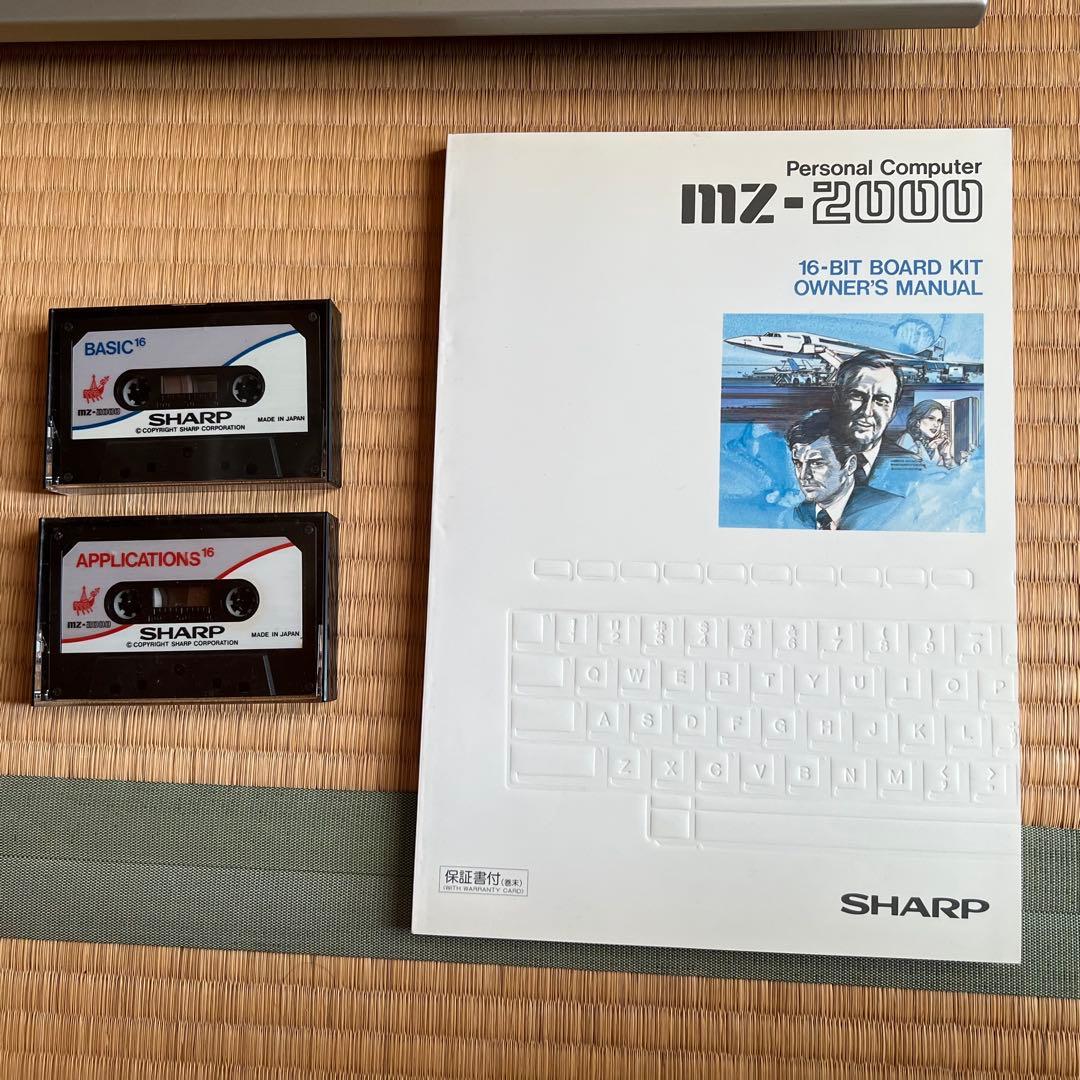 Personal Computer
mz-2000
16-BIT BOARD KIT
OWNER'S MANUAL
Q W E R T Y U I O P
A S D F G H J K L
Z X C V B N M
保証書付(巻末)
(WITH WARRANTY CARD)
SHARP
BASIC16
mz-2000
SHARP
MADE IN JAPAN
© COPYRIGHT SHARP CORPORATION
APPLICATIONS16
mz-2000
SHARP
MADE IN JAPAN
© COPYRIGHT SHARP CORPORATION